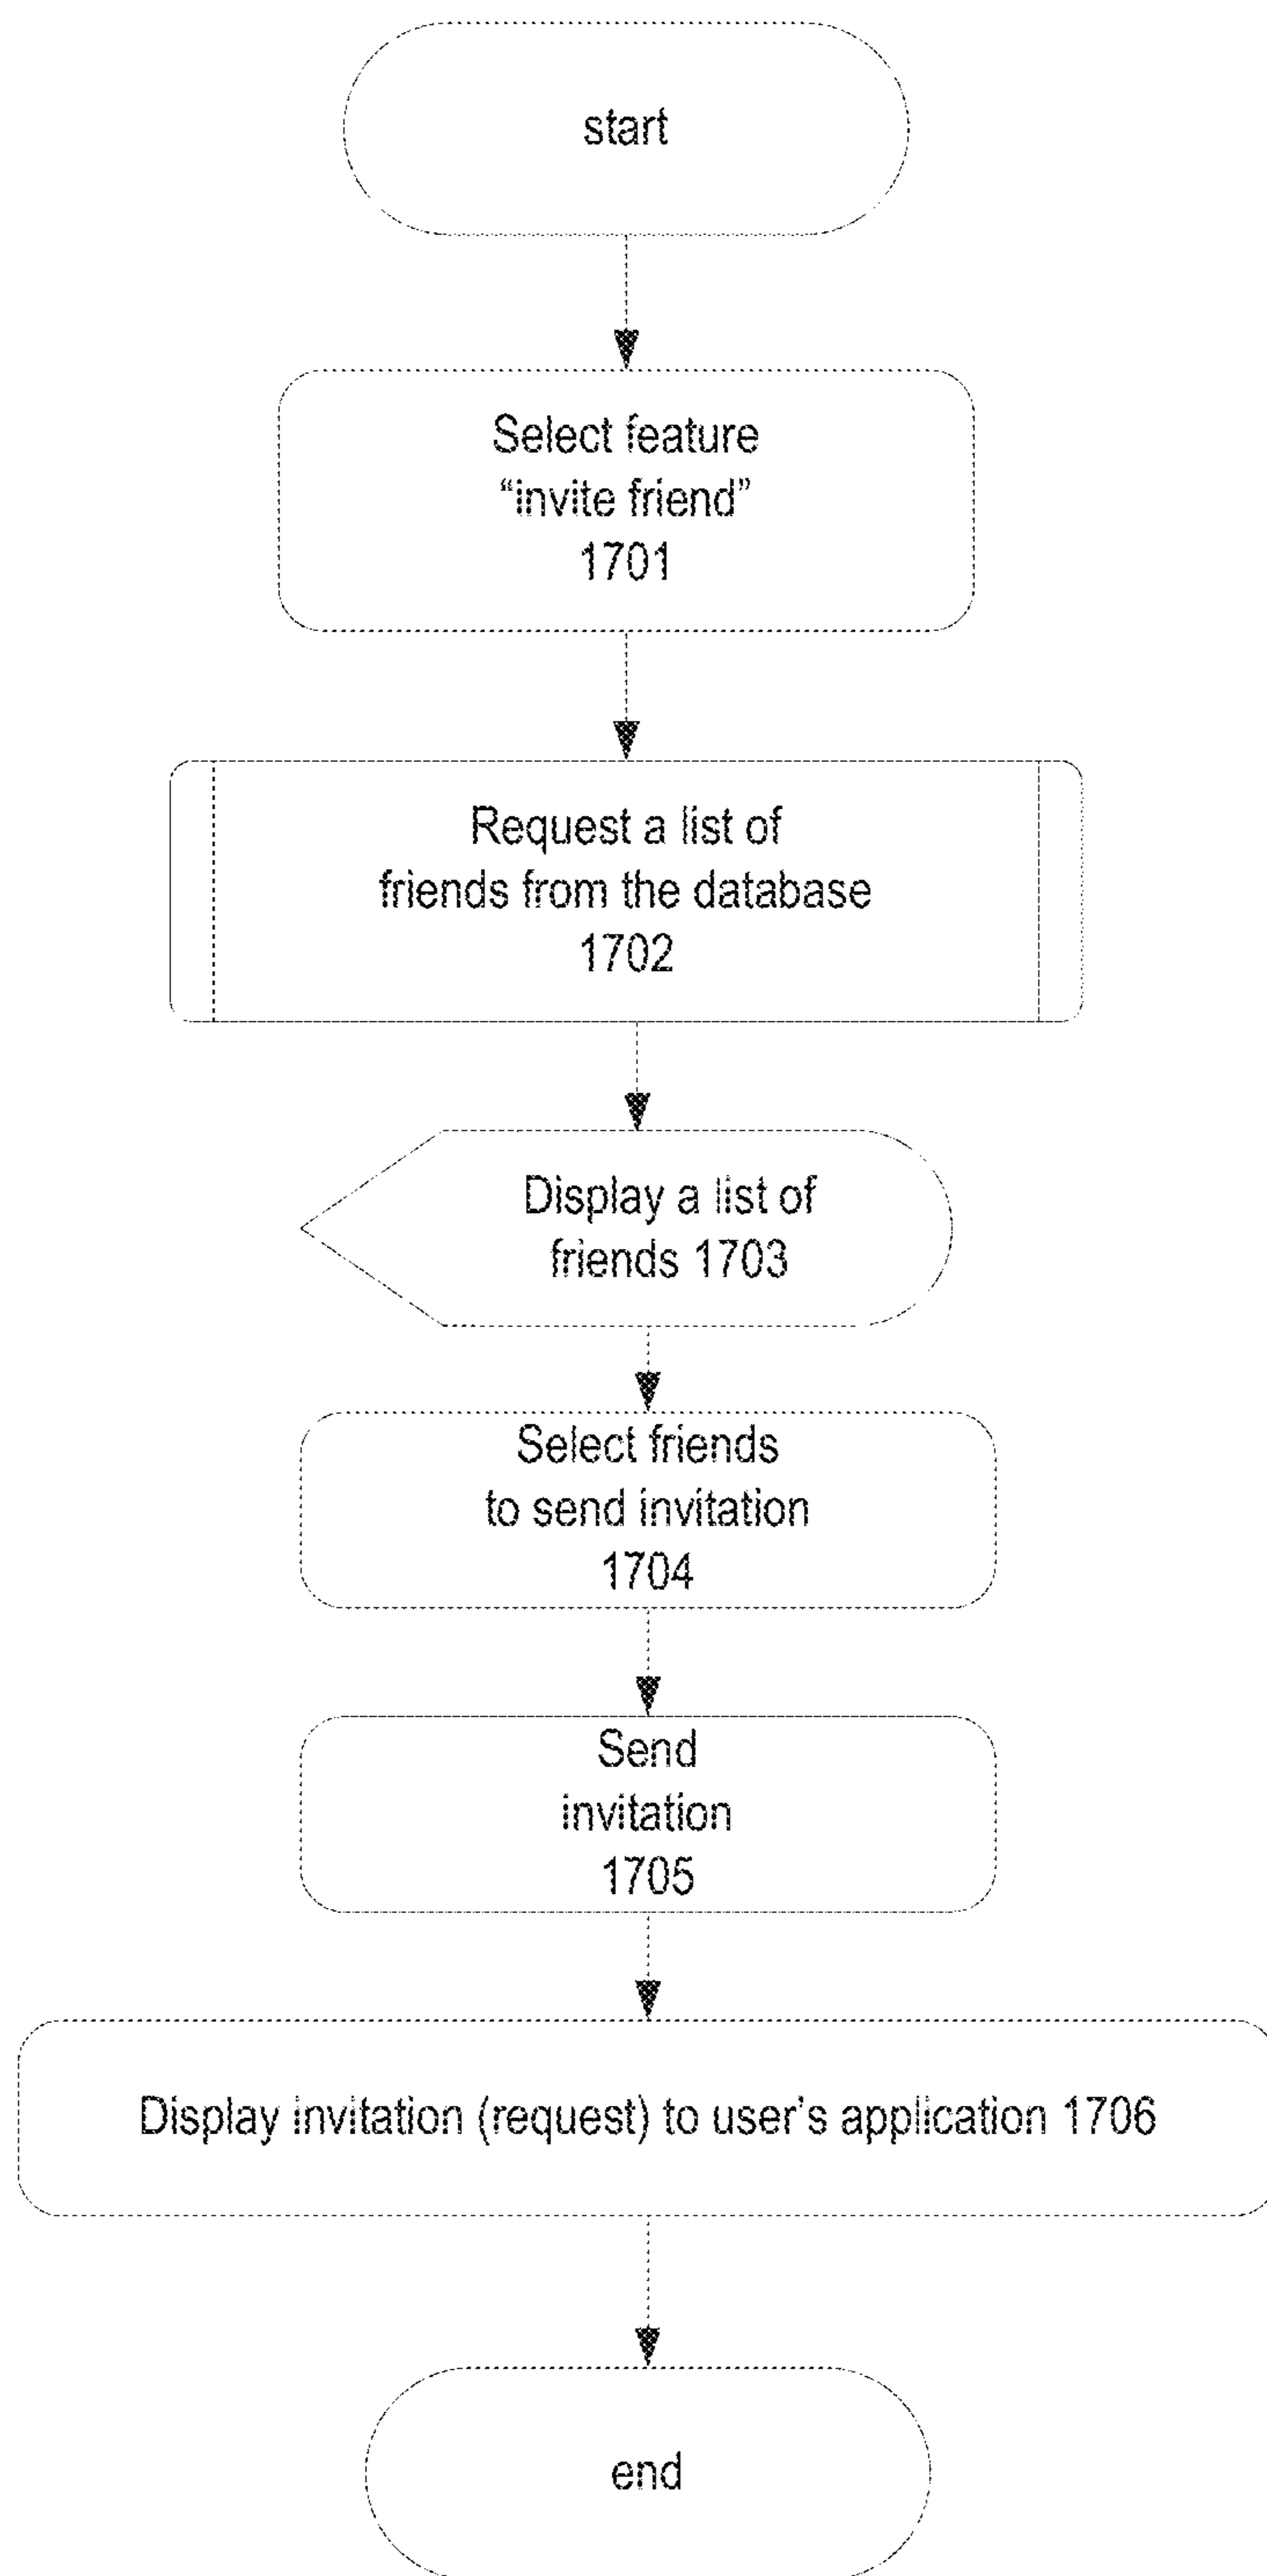 start
Select feature
“invite friend”
1701
Request a list of
friends from the database
1702
Display a list of
friends 1703
Select friends
to send invitation
1704
Send
invitation
1705
Display invitation (request) to user’s application 1706
end